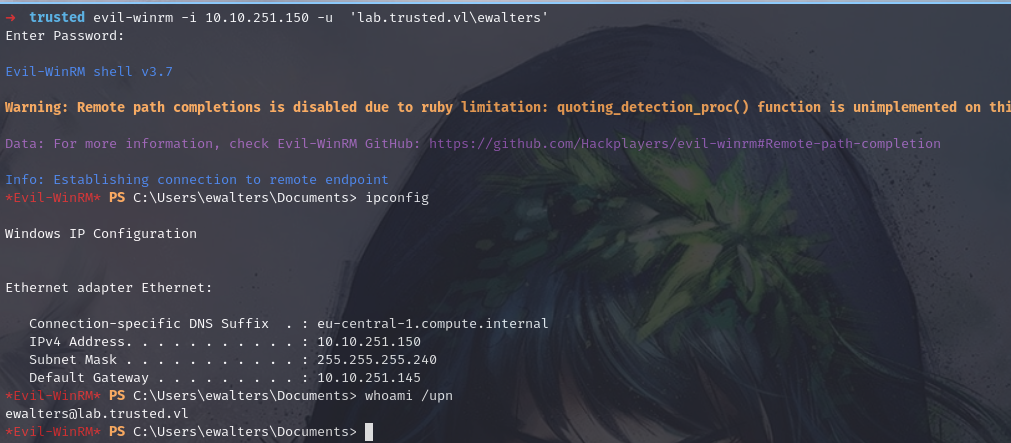 → trusted evil-winrm -i 10.10.251.150 -u  'lab.trusted.vl\ewalters'
Enter Password:
Evil-WinRM shell v3.7
Warning: Remote path completions is disabled due to ruby limitation: quoting_detection_proc() function is unimplemented on thi
Data: For more information, check Evil-WinRM GitHub: https://github.com/Hackplayers/evil-winrm#Remote-path-completion
Info: Establishing connection to remote endpoint
*Evil-WinRM* PS C:\Users\ewalters\Documents> ipconfig
Windows IP Configuration
Ethernet adapter Ethernet:
   Connection-specific DNS Suffix  . : eu-central-1.compute.internal
   IPv4 Address. . . . . . . . . . . : 10.10.251.150
   Subnet Mask . . . . . . . . . . . : 255.255.255.240
   Default Gateway . . . . . . . . . : 10.10.251.145
*Evil-WinRM* PS C:\Users\ewalters\Documents> whoami /upn
ewalters@lab.trusted.vl
*Evil-WinRM* PS C:\Users\ewalters\Documents>